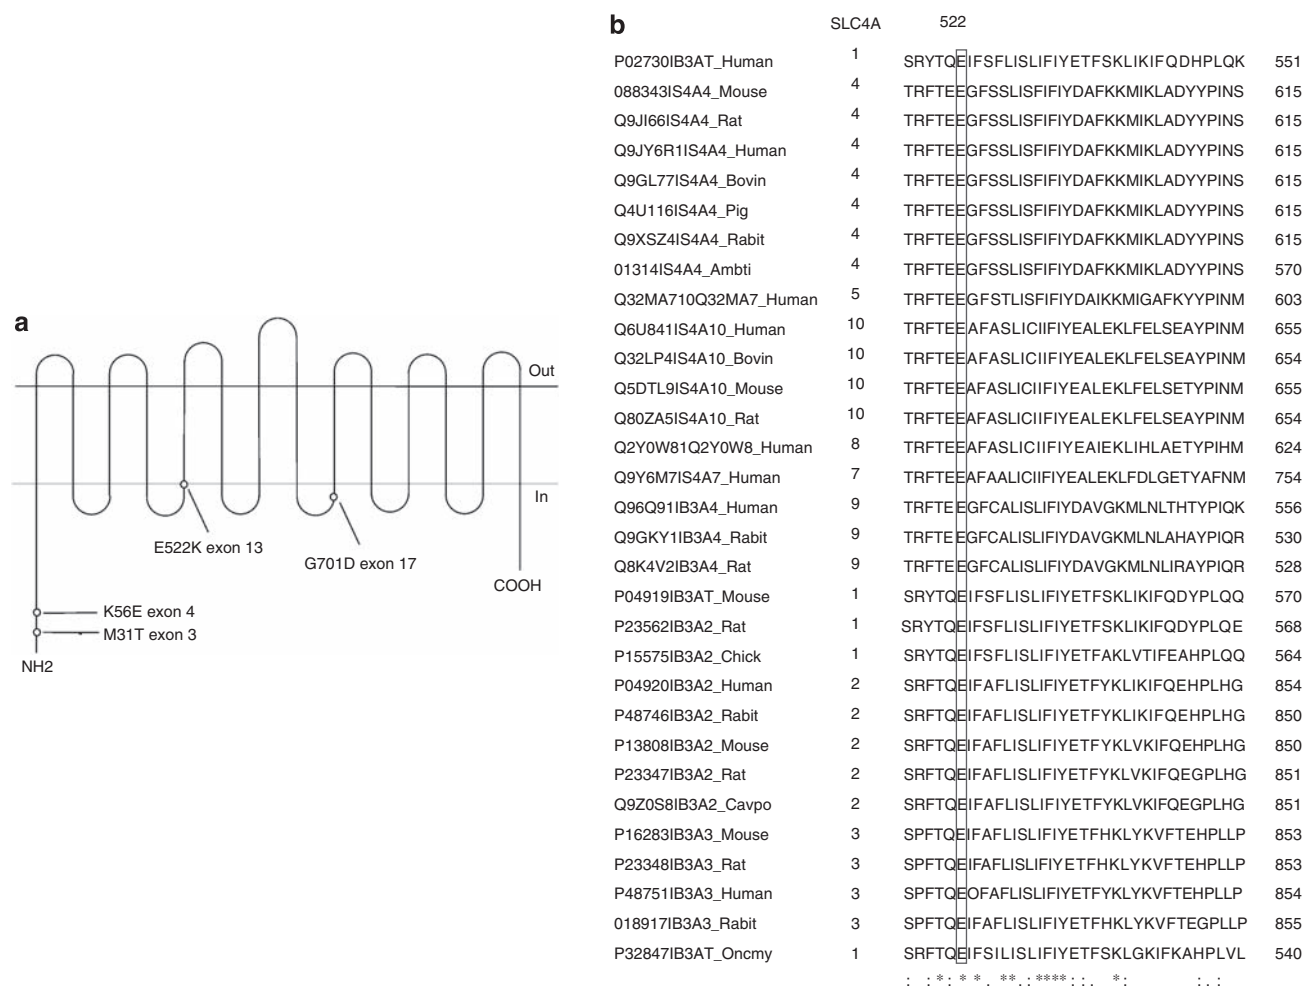 a
Out
In
E522K exon 13
G701D exon 17
COOH
K56E exon 4
M31T exon 3
NH2
b
SLC4A 522
P02730IB3AT_Human 1 SRYTQEIFSFLISLIFIYETFSKLIKIFQDHPLQK 551
088343IS4A4_Mouse 4 TRFTEEGFSSLISFIFIYDAFKKMIKLADYYPINS 615
Q9JI66IS4A4_Rat 4 TRFTEEGFSSLISFIFIYDAFKKMIKLADYYPINS 615
Q9JY6R1IS4A4_Human 4 TRFTEEGFSSLISFIFIYDAFKKMIKLADYYPINS 615
Q9GL77IS4A4_Bovin 4 TRFTEEGFSSLISFIFIYDAFKKMIKLADYYPINS 615
Q4U116IS4A4_Pig 4 TRFTEEGFSSLISFIFIYDAFKKMIKLADYYPINS 615
Q9XSZ4IS4A4_Rabit 4 TRFTEEGFSSLISFIFIYDAFKKMIKLADYYPINS 615
01314IS4A4_Ambti 4 TRFTEEGFSSLISFIFIYDAFKKMIKLADYYPINS 570
Q32MA710Q32MA7_Human 5 TRFTEEGFSTLISFIFIYDAIKKMIGAFKYYPINM 603
Q6U841IS4A10_Human 10 TRFTEEAFASLICIIFIYEALEKLFELSEAYPINM 655
Q32LP4IS4A10_Bovin 10 TRFTEEAFASLICIIFIYEALEKLFELSEAYPINM 654
Q5DTL9IS4A10_Mouse 10 TRFTEEAFASLICIIFIYEALEKLFELSETYPINM 655
Q80ZA5IS4A10_Rat 10 TRFTEEAFASLICIIFIYEALEKLFELSEAYPINM 654
Q2Y0W81Q2Y0W8_Human 8 TRFTEEAFASLICIIFIYEAIEKLIHLAETYPIHM 624
Q9Y6M7IS4A7_Human 7 TRFTEEAFAALICIIFIYEALEKLFDLGETYAFNM 754
Q96Q91IB3A4_Human 9 TRFTEEGFCALISLIFIYDAVGKMLNLTHTYPIQK 556
Q9GKY1IB3A4_Rabit 9 TRFTEEGFCALISLIFIYDAVGKMLNLAHAYPIQR 530
Q8K4V2IB3A4_Rat 9 TRFTEEGFCALISLIFIYDAVGKMLNLIRAYPIQR 528
P04919IB3AT_Mouse 1 SRYTQEIFSFLISLIFIYETFSKLIKIFQDYPLQQ 570
P23562IB3A2_Rat 1 SRYTQEIFSFLISLIFIYETFSKLIKIFQDYPLQE 568
P15575IB3A2_Chick 1 SRYTQEIFSFLISLIFIYETFAKLVTIFEAHPLQQ 564
P04920IB3A2_Human 2 SRFTQEIFAFLISLIFIYETFYKLIKIFQEHPLHG 854
P48746IB3A2_Rabit 2 SRFTQEIFAFLISLIFIYETFYKLIKIFQEHPLHG 850
P13808IB3A2_Mouse 2 SRFTQEIFAFLISLIFIYETFYKLVKIFQEHPLHG 850
P23347IB3A2_Rat 2 SRFTQEIFAFLISLIFIYETFYKLVKIFQEGPLHG 851
Q9Z0S8IB3A2_Cavpo 2 SRFTQEIFAFLISLIFIYETFYKLVKIFQEGPLHG 851
P16283IB3A3_Mouse 3 SPFTQEIFAFLISLIFIYETFHKLYKVFTEHPLLP 853
P23348IB3A3_Rat 3 SPFTQEIFAFLISLIFIYETFHKLYKVFTEHPLLP 853
P48751IB3A3_Human 3 SPFTQEOFAFLISLIFIYETFYKLYKVFTEHPLLP 854
018917IB3A3_Rabit 3 SPFTQEIFAFLISLIFIYETFHKLYKVFTEGPLLP 855
P32847IB3AT_Oncmy 1 SRFTQEIFSILISLIFIYETFSKLGKIFKAHPLVL 540
: : * : * * . ** : : **** : : . * : : . :